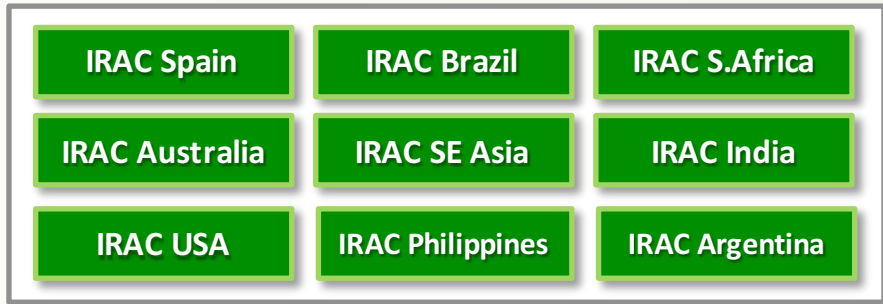 IRAC Spain
IRAC Brazil
IRAC S.Africa
IRAC Australia
IRAC SE Asia
IRAC India
IRAC USA
IRAC Philippines
IRAC Argentina